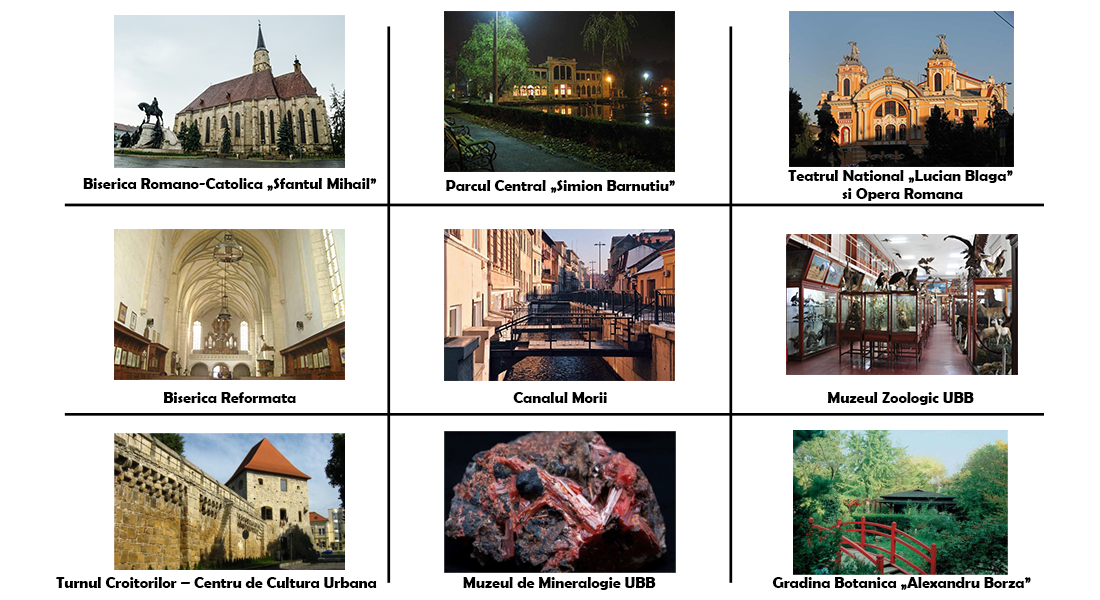 Biserica Romano-Catolica „Sfantul Mihail”
Parcul Central „Simion Barnutiu”
Teatrul National „Lucian Blaga”
si Opera Romana
Biserica Reformata
Canalul Morii
Muzeul Zoologic UBB
Turnul Croitorilor – Centru de Cultura Urbana
Muzeul de Mineralogie UBB
Gradina Botanica „Alexandru Borza”